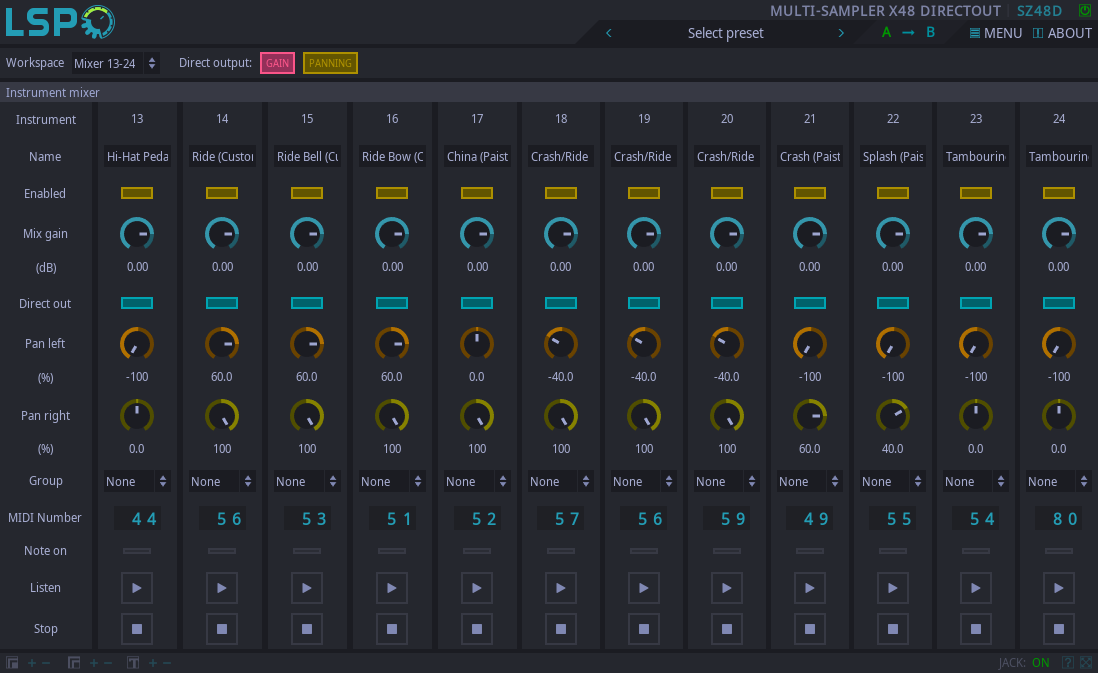 LSP
MULTI-SAMPLER X48 DIRECTOUT SZ48D
Select preset A B MENU ABOUT
Workspace Mixer 13-24 Direct output: GAIN PANNING
Instrument mixer
Instrument 13 14 15 16 17 18 19 20 21 22 23 24
Name Hi-Hat Peda Ride (Custor Ride Bell (Cu Ride Bow (C China (Paist Crash/Ride Crash/Ride Crash/Ride Crash (Paist Splash (Pais Tambourin Tambourin
Enabled
Mix gain
(dB) 0.00 0.00 0.00 0.00 0.00 0.00 0.00 0.00 0.00 0.00 0.00 0.00
Direct out
Pan left
(%) -100 60.0 60.0 60.0 0.0 -40.0 -40.0 -40.0 -100 -100 -100 -100
Pan right
(%) 0.0 100 100 100 100 100 100 100 60.0 40.0 0.0 0.0
Group None None None None None None None None None None None None
MIDI Number 44 56 53 51 52 57 56 59 49 55 54 80
Note on
Listen
Stop
T JACK: ON ?